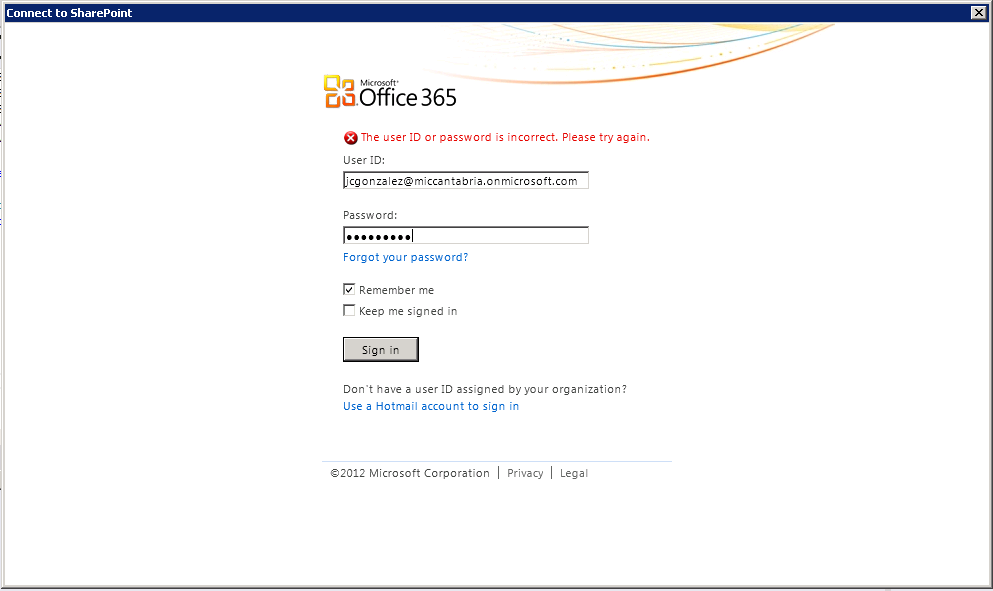 Connect to SharePoint
Microsoft®
Office 365
The user ID or password is incorrect. Please try again.
User ID:
jcgonzalez@miccantabria.onmicrosoft.com
Password:
Forgot your password?
Remember me
Keep me signed in
Sign in
Don't have a user ID assigned by your organization?
Use a Hotmail account to sign in
©2012 Microsoft Corporation | Privacy | Legal